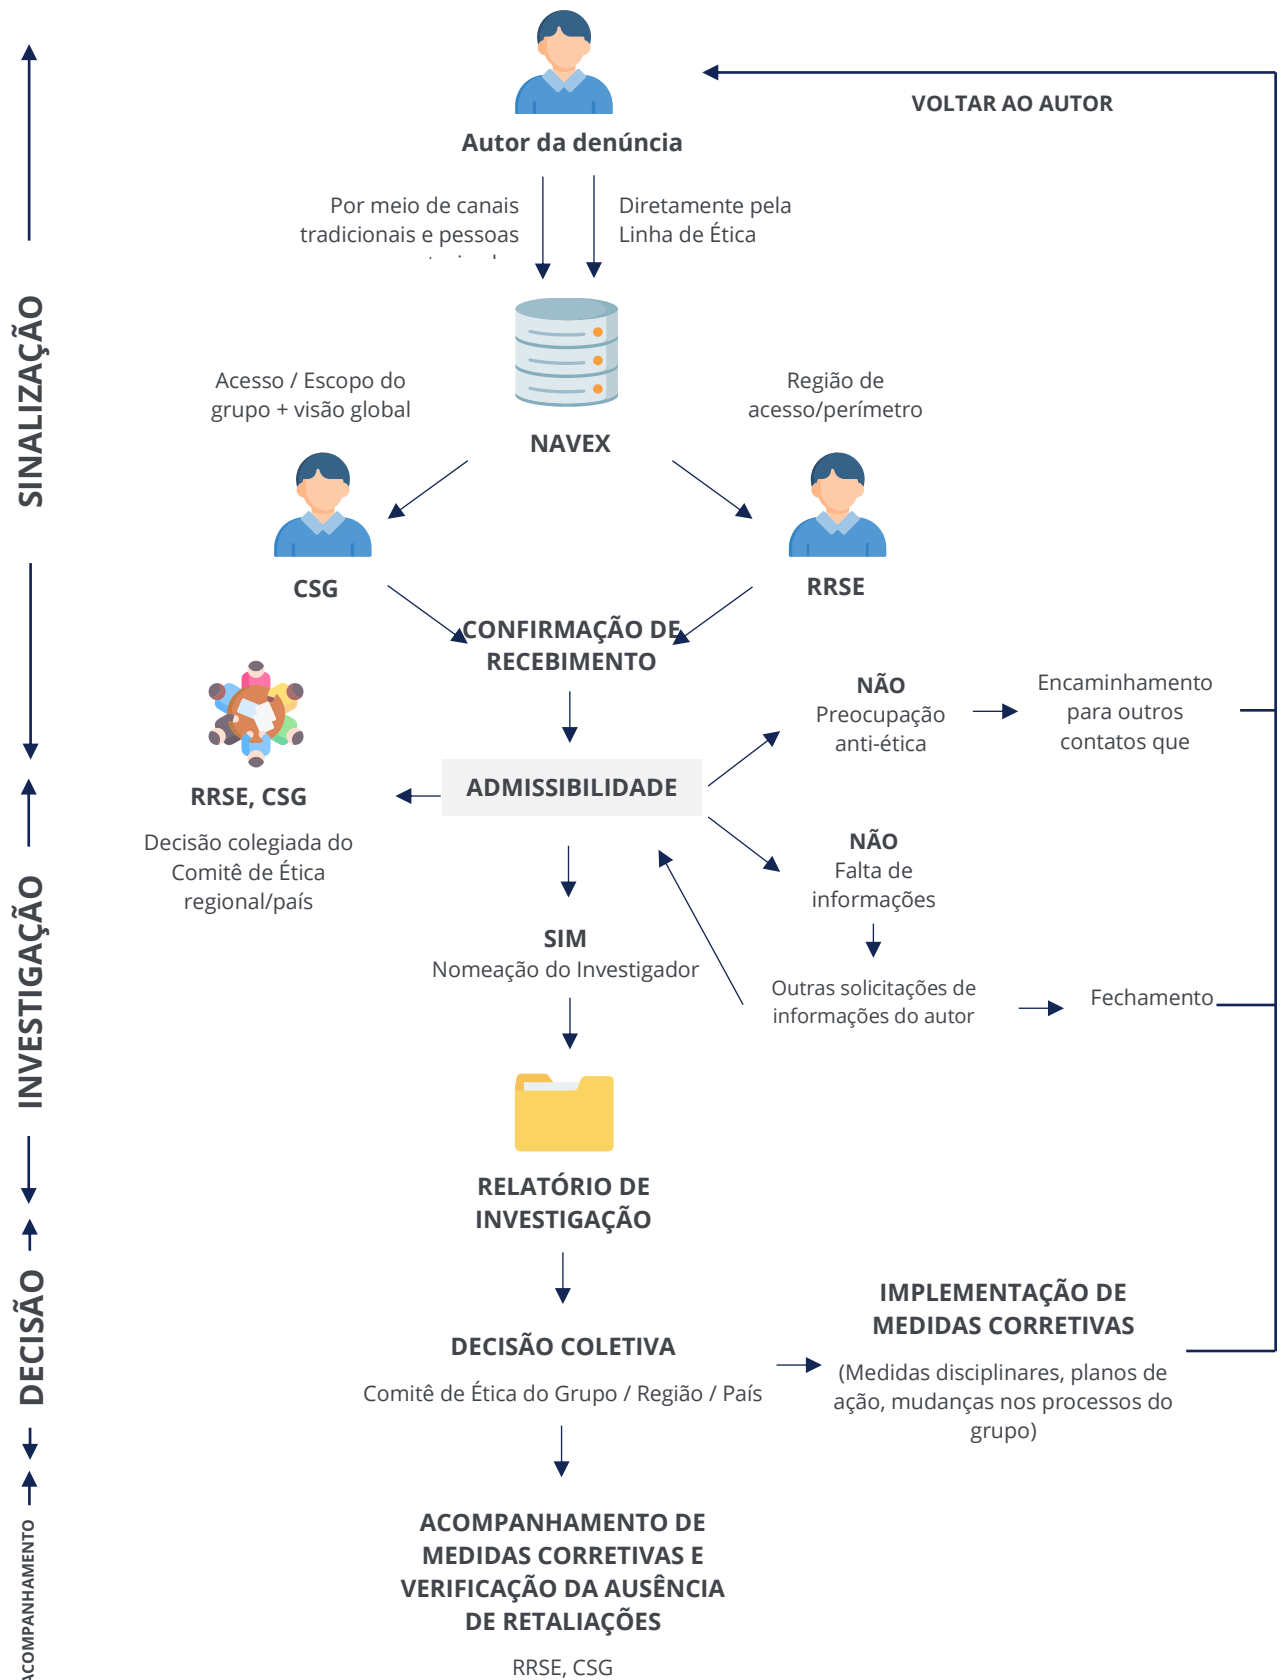 VOLTAR AO AUTOR
Autor da denúncia
Por meio de canais
tradicionais e pessoas
Diretamente pela
Linha de Ética
SINALIZAÇÃO
Acesso / Escopo do
grupo + visão global
Região de
acesso/perímetro
NAVEX
CSG
RRSE
CONFIRMAÇÃO DE
RECEBIMENTO
NÃO
Preocupação
anti-ética
Encaminhamento
para outros
contatos que
ADMISSIBILIDADE
RRSE, CSG
Decisão colegiada do
Comitê de Ética
regional/país
NÃO
Falta de
informações
INVESTIGAÇÃO
SIM
Nomeação do Investigador
Outras solicitações de
informações do autor
Fechamento
RELATÓRIO DE
INVESTIGAÇÃO
DECISÃO
DECISÃO COLETIVA
Comitê de Ética do Grupo / Região / País
IMPLEMENTAÇÃO DE
MEDIDAS CORRETIVAS
(Medidas disciplinares, planos de
ação, mudanças nos processos do
grupo)
ACOMPANHAMENTO
ACOMPANHAMENTO DE
MEDIDAS CORRETIVAS E
VERIFICAÇÃO DA AUSÊNCIA
DE RETALIAÇÕES
RRSE, CSG